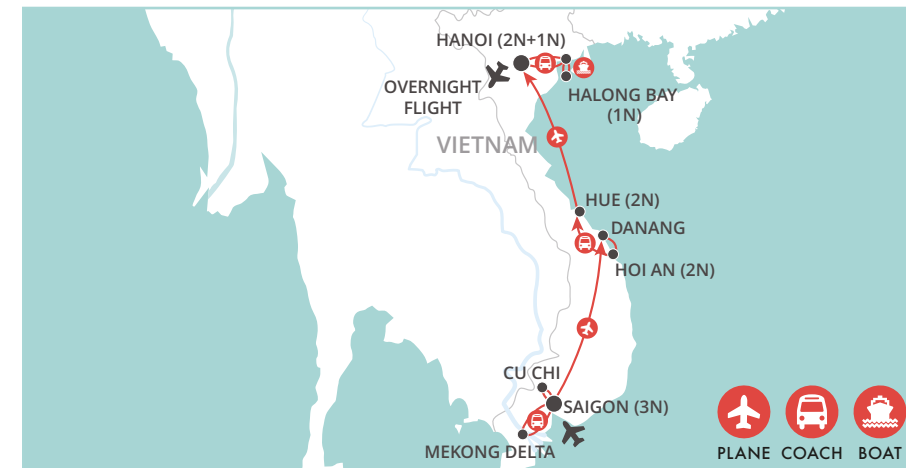 HANOI (2N+1N)
OVERNIGHT
FLIGHT
HALONG BAY
(1N)
VIETNAM
HUE (2N)
DANANG
HOI AN (2N)
CU CHI
SAIGON (3N)
MEKONG DELTA
PLANE COACH BOAT